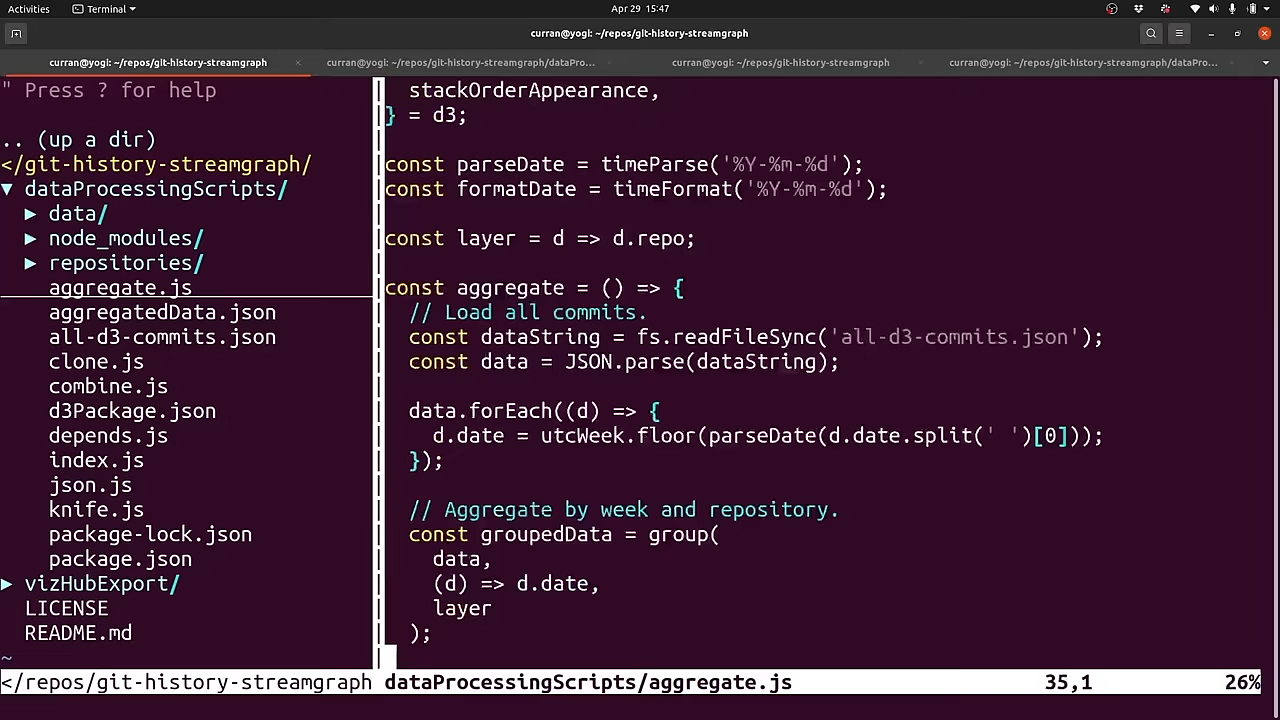 Activities
Terminal
Apr 29 15:47
curran@yogi: ~/repos/git-history-streamgraph
curran@yogi: ~/repos/git-history-streamgraph
curran@yogi: ~/repos/git-history-streamgraph/dataPro...
curran@yogi: ~/repos/git-history-streamgraph
curran@yogi: ~/repos/git-history-streamgraph/dataPro...
" Press ? for help
.. (up a dir)
</git-history-streamgraph/
▼ dataProcessingScripts/
▶ data/
▶ node_modules/
▶ repositories/
aggregate.js
aggregatedData.json
all-d3-commits.json
clone.js
combine.js
d3Package.json
depends.js
index.js
json.js
knife.js
package-lock.json
package.json
▶ vizHubExport/
LICENSE
README.md
~
</repos/git-history-streamgraph
stackOrderAppearance,
} = d3;
const parseDate = timeParse('%Y-%m-%d');
const formatDate = timeFormat('%Y-%m-%d');
const layer = d => d.repo;
const aggregate = () => {
// Load all commits.
const dataString = fs.readFileSync('all-d3-commits.json');
const data = JSON.parse(dataString);
data.forEach((d) => {
d.date = utcWeek.floor(parseDate(d.date.split(' ')[0]));
});
// Aggregate by week and repository.
const groupedData = group(
data,
(d) => d.date,
layer
);
dataProcessingScripts/aggregate.js 35,1 26%